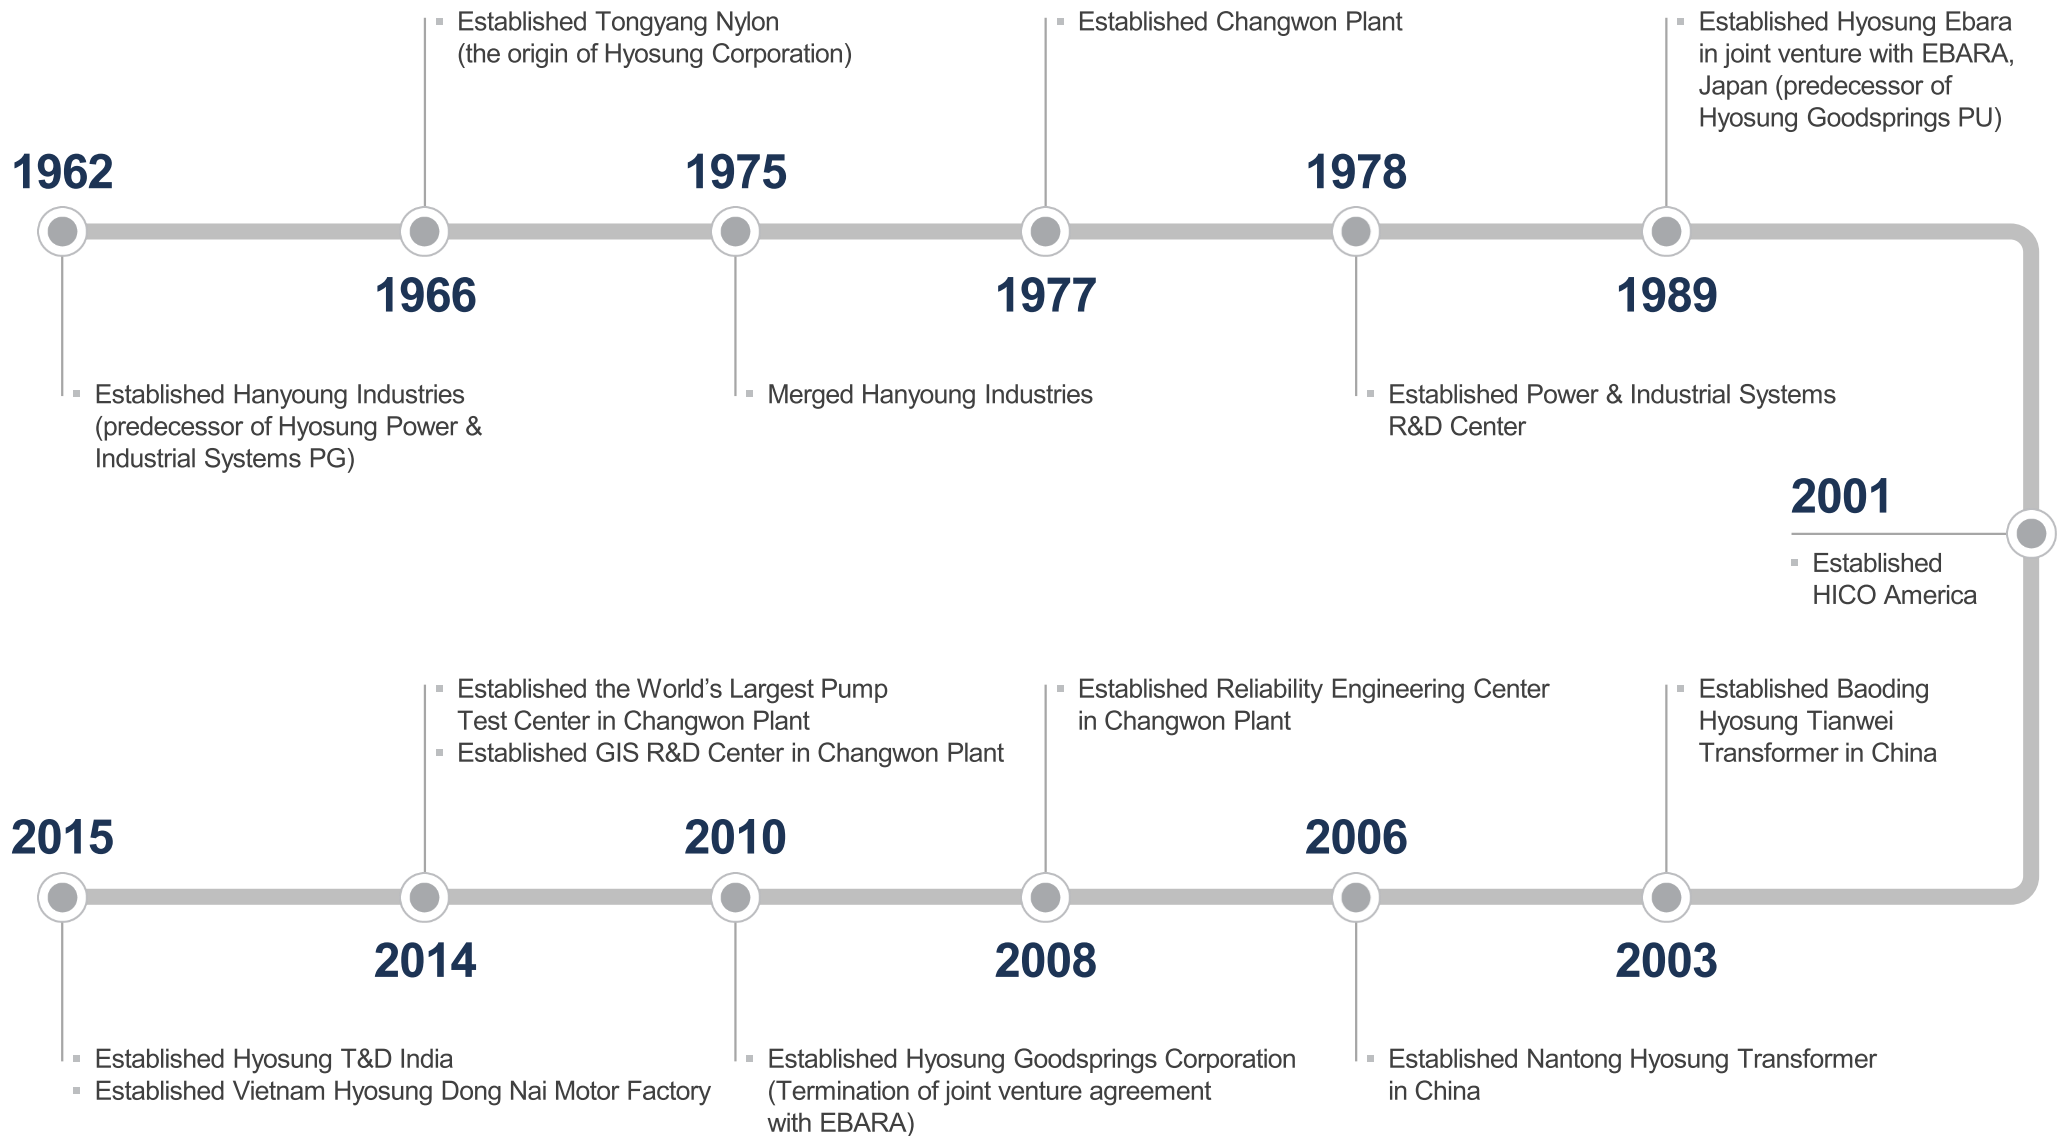 1962
Established Hanyoung Industries
(predecessor of Hyosung Power &
Industrial Systems PG)
Established Tongyang Nylon
(the origin of Hyosung Corporation)
1966
1975
Merged Hanyoung Industries
Established Changwon Plant
1977
1978
Established Power & Industrial Systems
R&D Center
Established Hyosung Ebara
in joint venture with EBARA,
Japan (predecessor of
Hyosung Goodsprings PU)
1989
2001
Established
HICO America
Established Baoding
Hyosung Tianwei
Transformer in China
2003
2006
Established Nantong Hyosung Transformer
in China
Established Reliability Engineering Center
in Changwon Plant
2008
2010
Established Hyosung Goodsprings Corporation
(Termination of joint venture agreement
with EBARA)
Established the World’s Largest Pump
Test Center in Changwon Plant
Established GIS R&D Center in Changwon Plant
2014
2015
Established Hyosung T&D India
Established Vietnam Hyosung Dong Nai Motor Factory